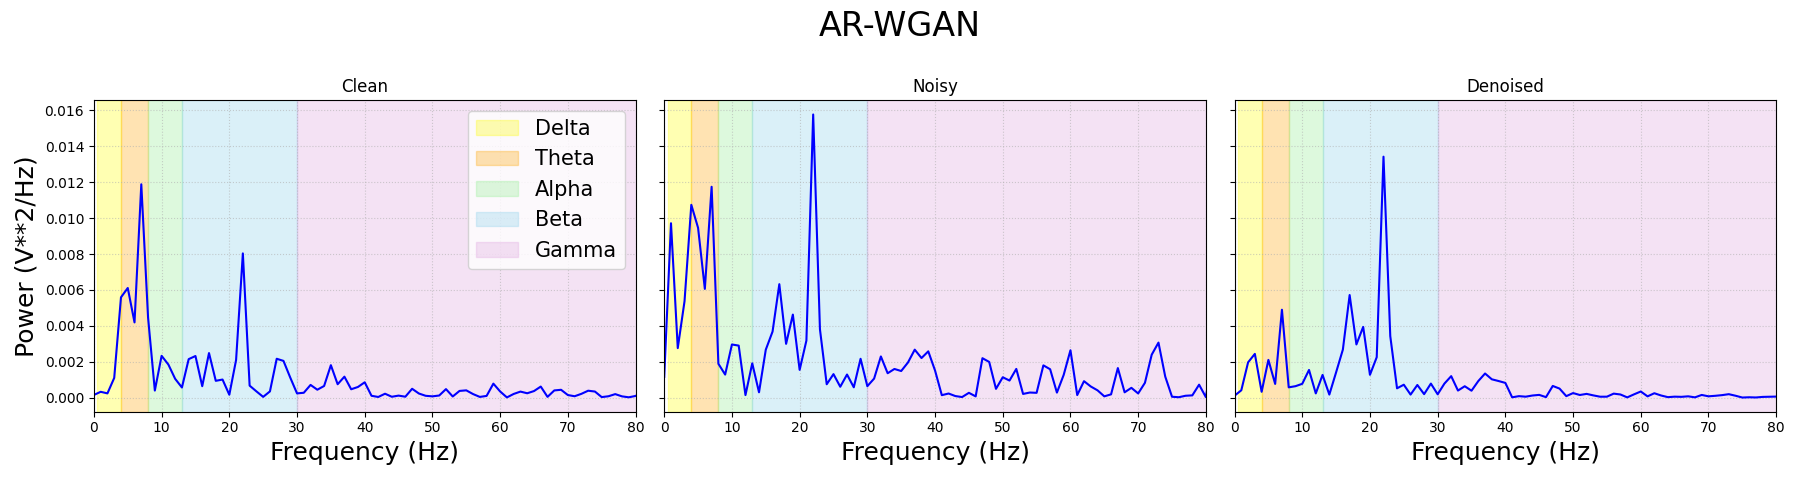 AR-WGAN
Clean
Noisy
Denoised
Power (V**2/Hz)
0.016
0.014
0.012
0.010
0.008
0.006
0.004
0.002
0.000
Delta
Theta
Alpha
Beta
Gamma
0 10 20 30 40 50 60 70 80
0 10 20 30 40 50 60 70 80
0 10 20 30 40 50 60 70 80
Frequency (Hz)
Frequency (Hz)
Frequency (Hz)